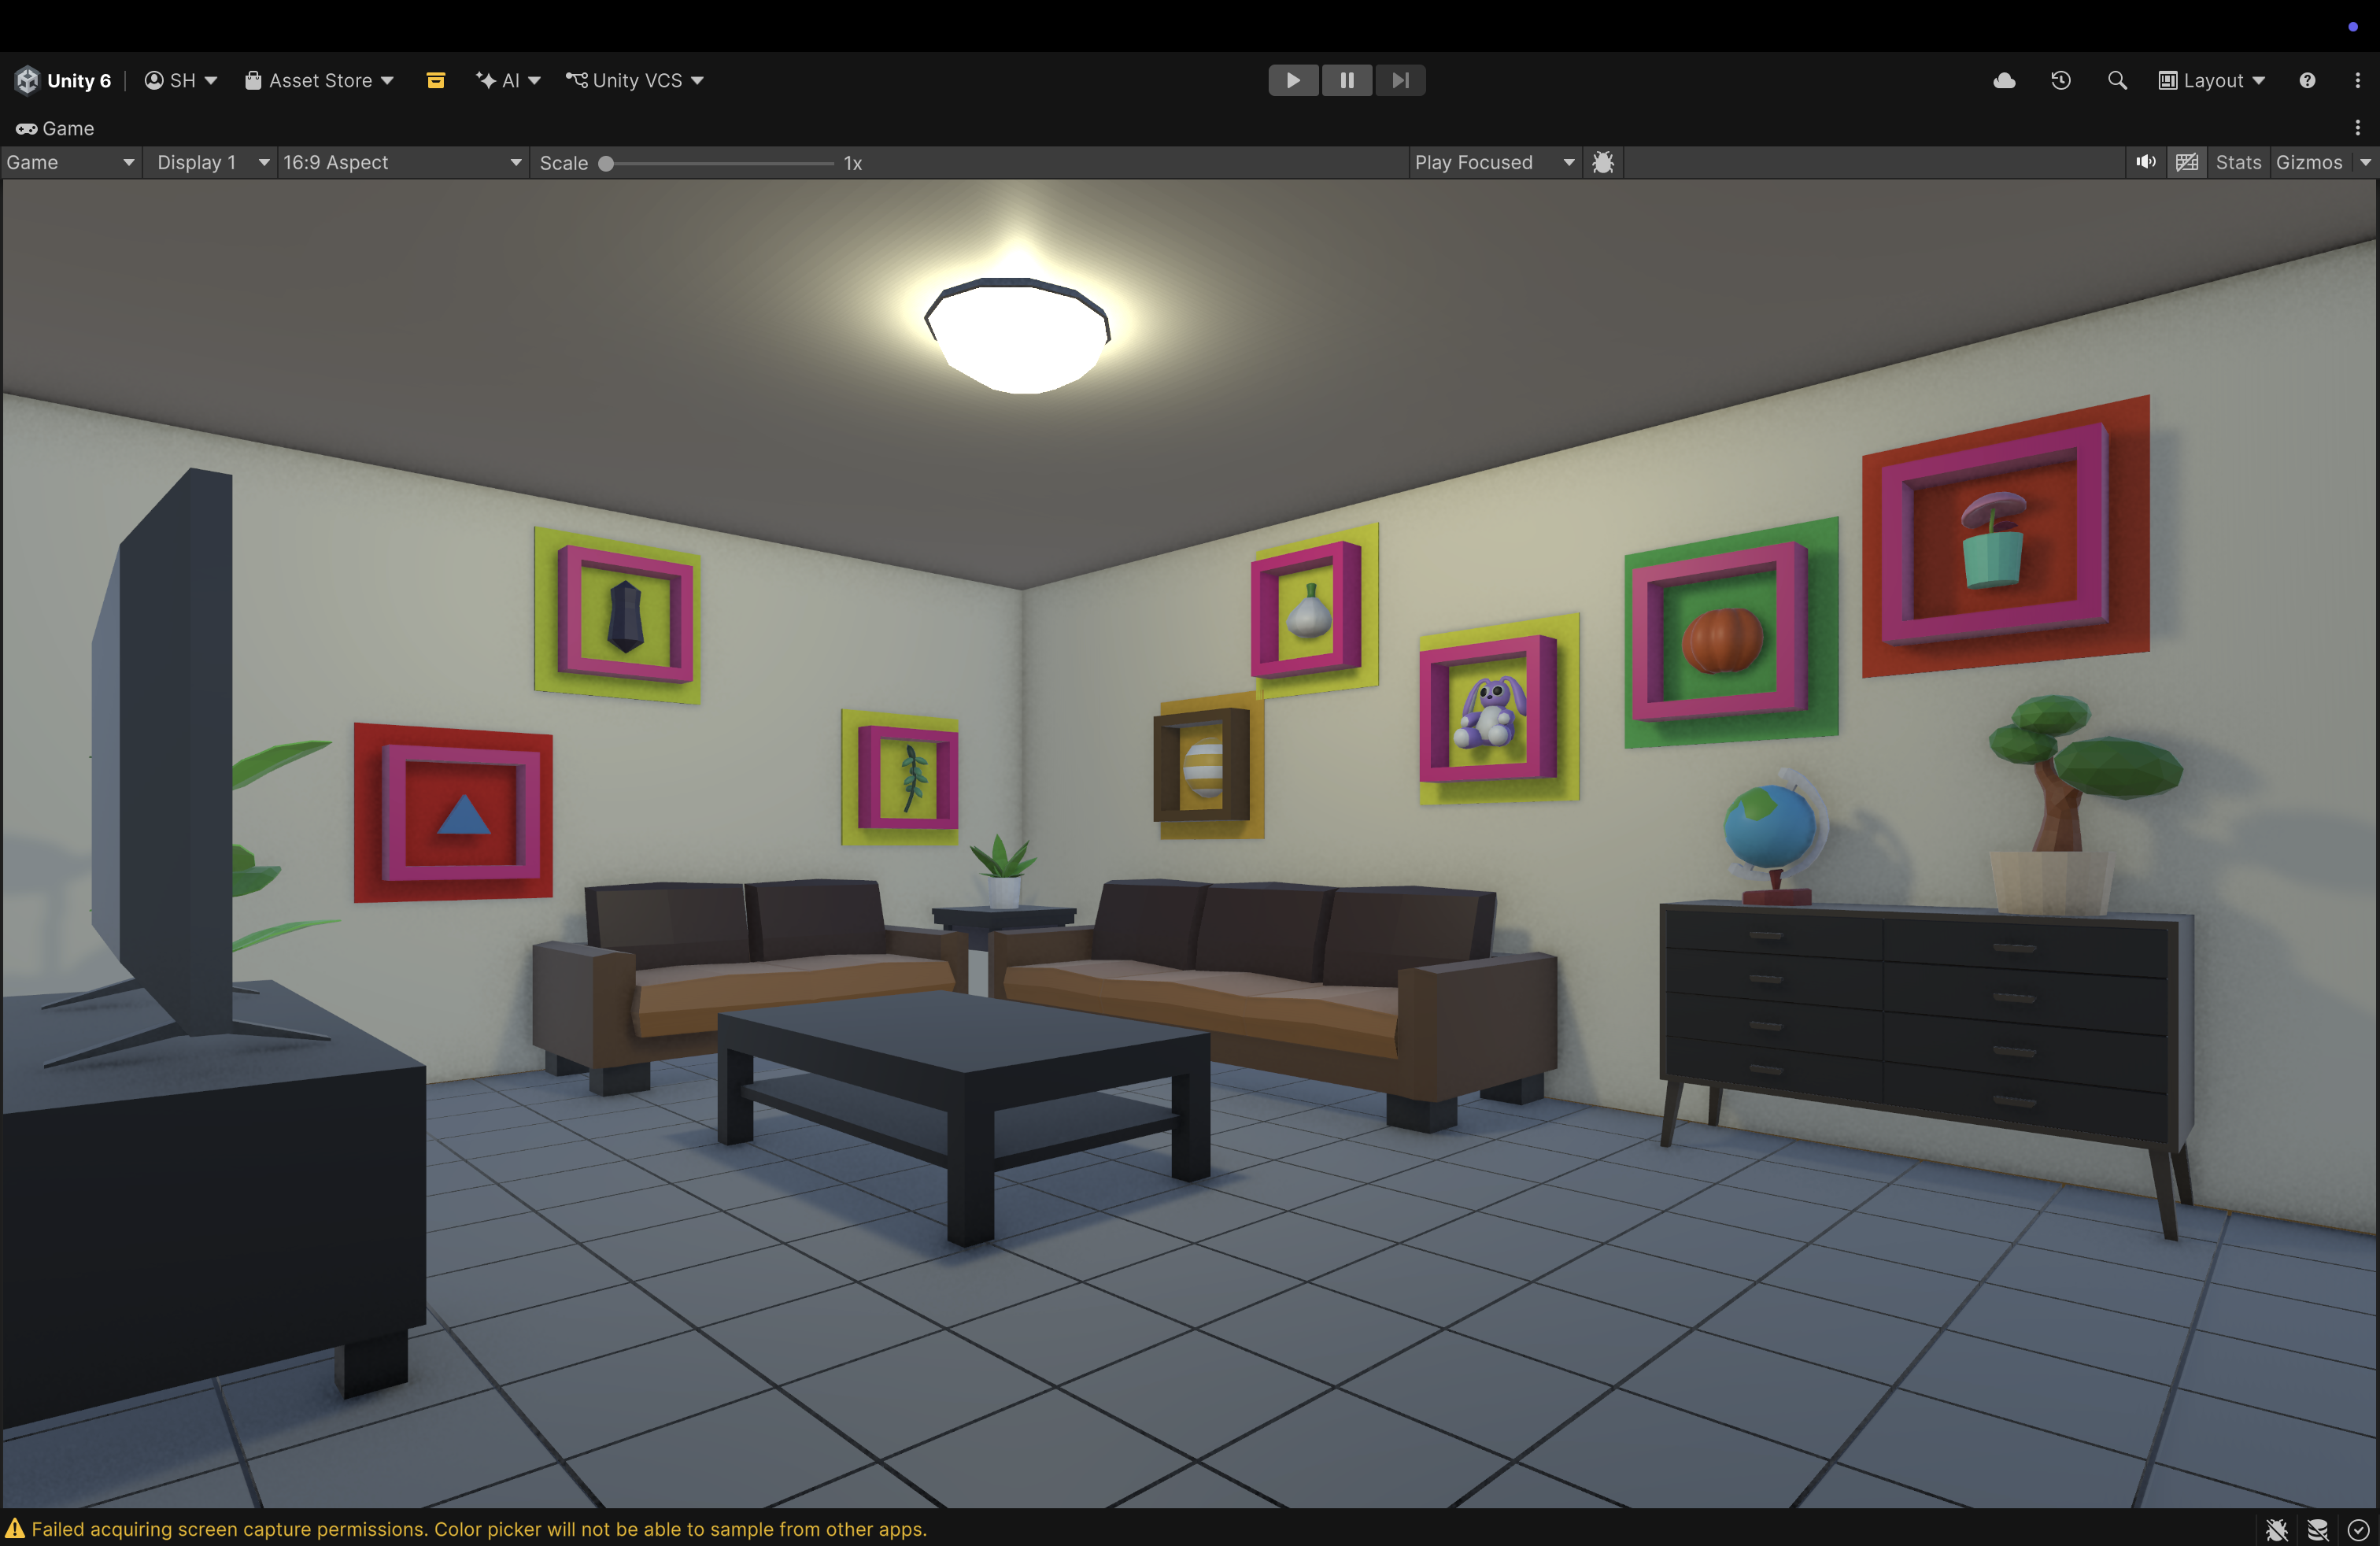 Unity 6 SH Asset Store AI Unity VCS Layout
Game
Game Display 1 16:9 Aspect Scale 1x Play Focused Stats Gizmos
Failed acquiring screen capture permissions. Color picker will not be able to sample from other apps.